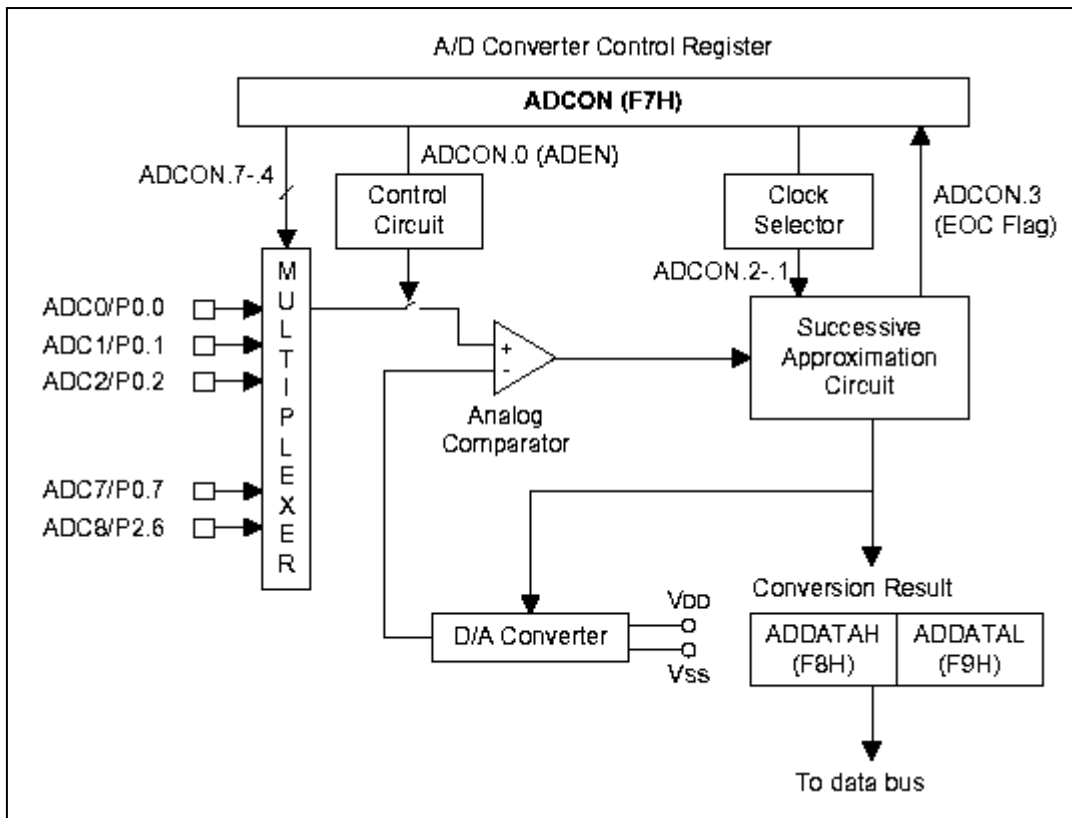 A/D Converter Control Register
ADCON (F7H)
ADCON.7-.4
ADCON.0 (ADEN)
Control
Circuit
Clock
Selector
ADCON.3
(EOC Flag)
ADCON.2-.1
MULTIPLEXER
ADC0/P0.0
ADC1/P0.1
ADC2/P0.2
ADC7/P0.7
ADC8/P2.6
+
-
Analog
Comparator
Successive
Approximation
Circuit
D/A Converter
VDD
VSS
Conversion Result
ADDATAH
(F8H)
ADDATAL
(F9H)
To data bus